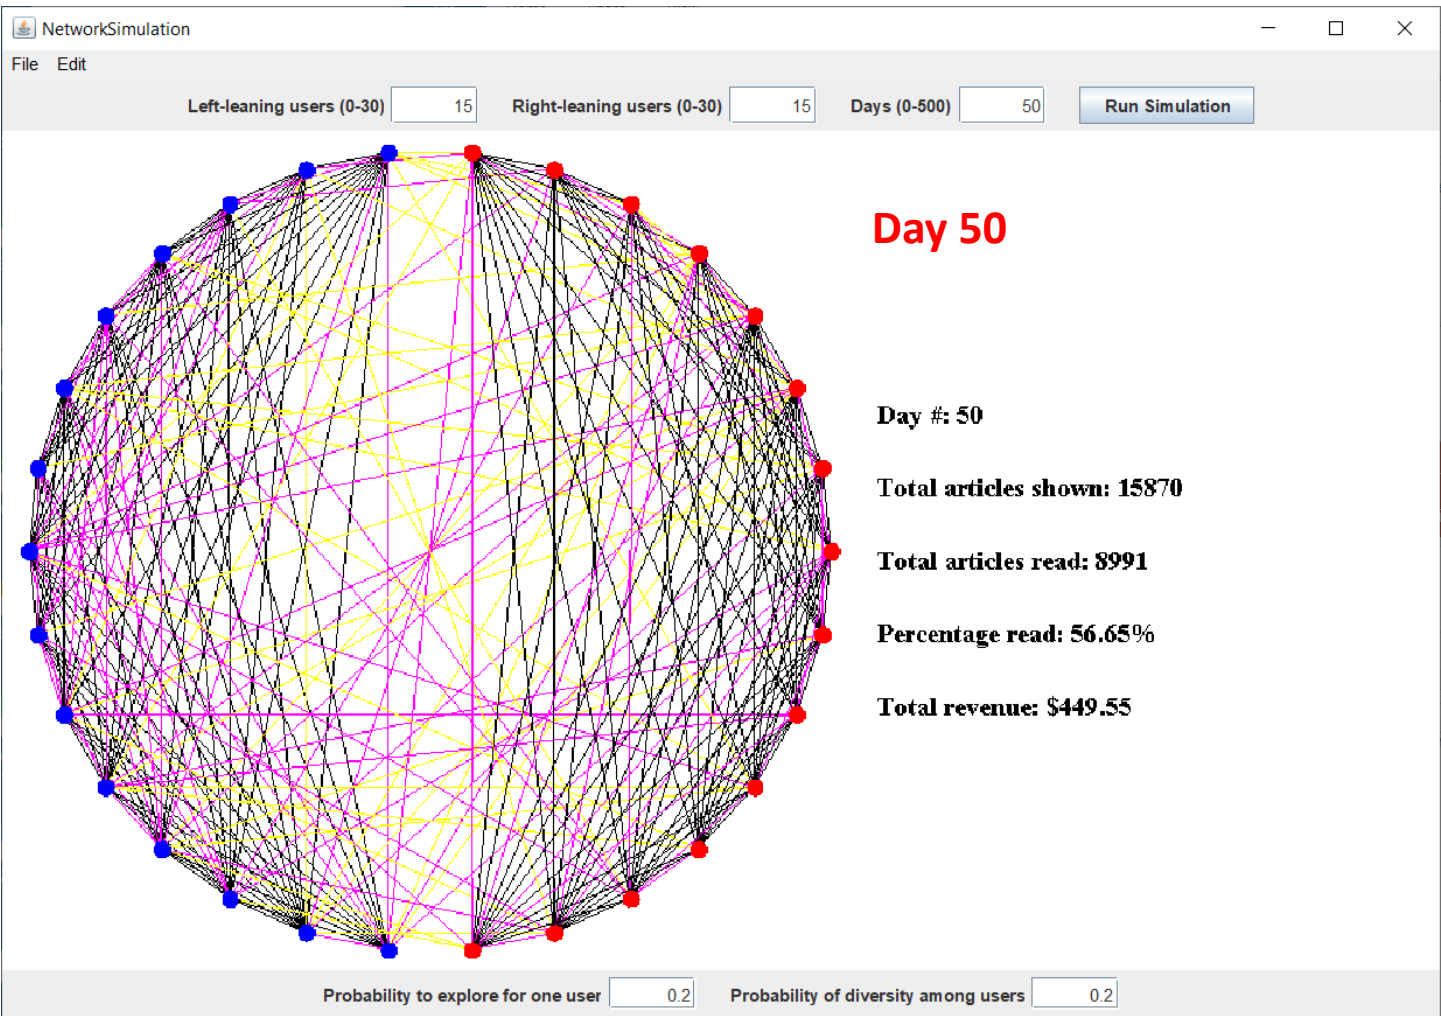 NetworkSimulation
File Edit
Left-leaning users (0-30) 15 Right-leaning users (0-30) 15 Days (0-500) 50 Run Simulation
Day 50
Day #: 50
Total articles shown: 15870
Total articles read: 8991
Percentage read: 56.65%
Total revenue: $449.55
Probability to explore for one user 0.2 Probability of diversity among users 0.2